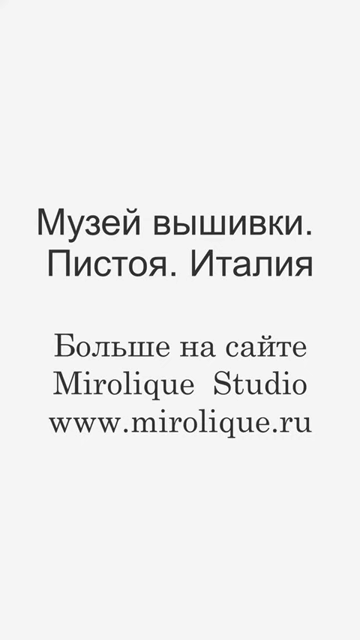 Музей вышивки.
Пистоя. Италия
Больше на сайте
Mirolique Studio
www.mirolique.ru